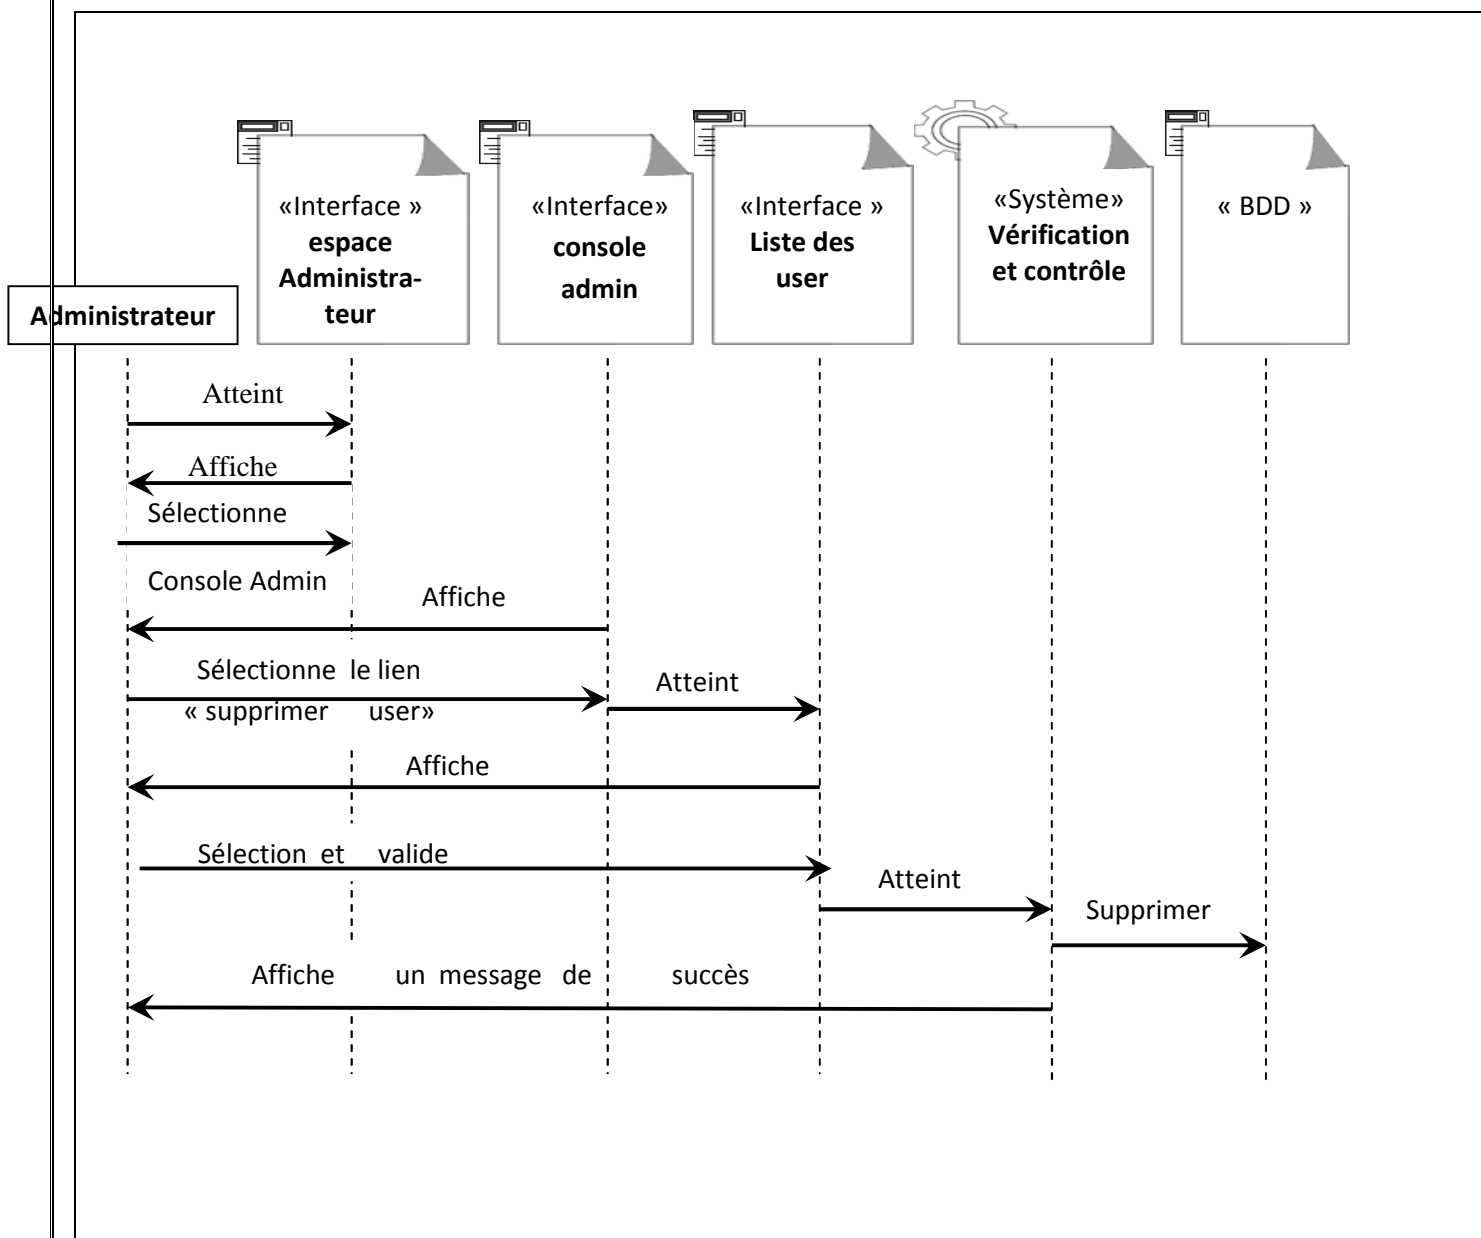 «Interface »
espace
Administra-
teur
«Interface»
console
admin
«Interface »
Liste des
user
«Système»
Vérification
et contrôle
« BDD »
Administrateur
Atteint
Affiche
Sélectionne
Console Admin
Affiche
Sélectionne le lien
« supprimer user»
Atteint
Affiche
Sélection et valide
Atteint
Supprimer
Affiche un message de succès